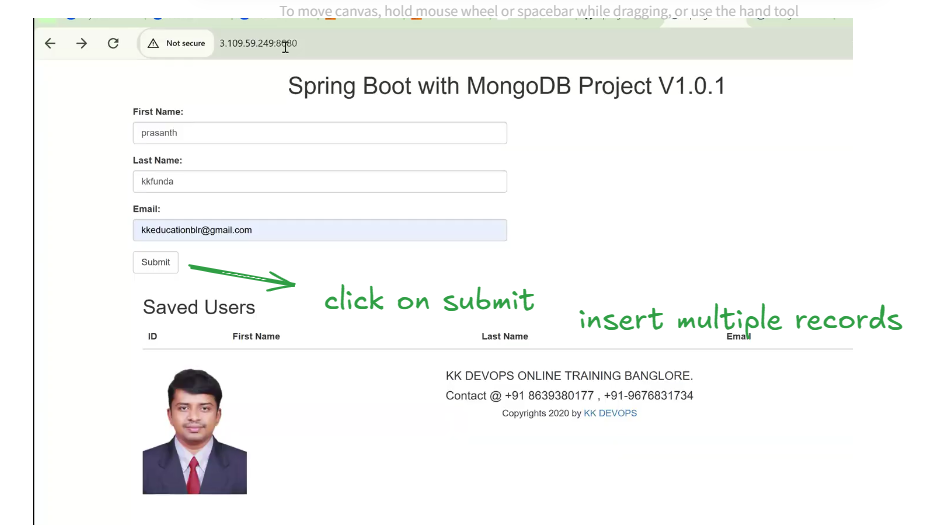 To move canvas, hold mouse wheel or spacebar while dragging, or use the hand tool
Not secure 3.109.59.249:8080
Spring Boot with MongoDB Project V1.0.1
First Name:
prasanth
Last Name:
kkfunda
Email:
kkeducationblr@gmail.com
Submit
click on submit
insert multiple records
Saved Users
ID First Name Last Name Email
KK DEVOPS ONLINE TRAINING BANGLORE.
Contact @ +91 8639380177 , +91-9676831734
Copyrights 2020 by KK DEVOPS